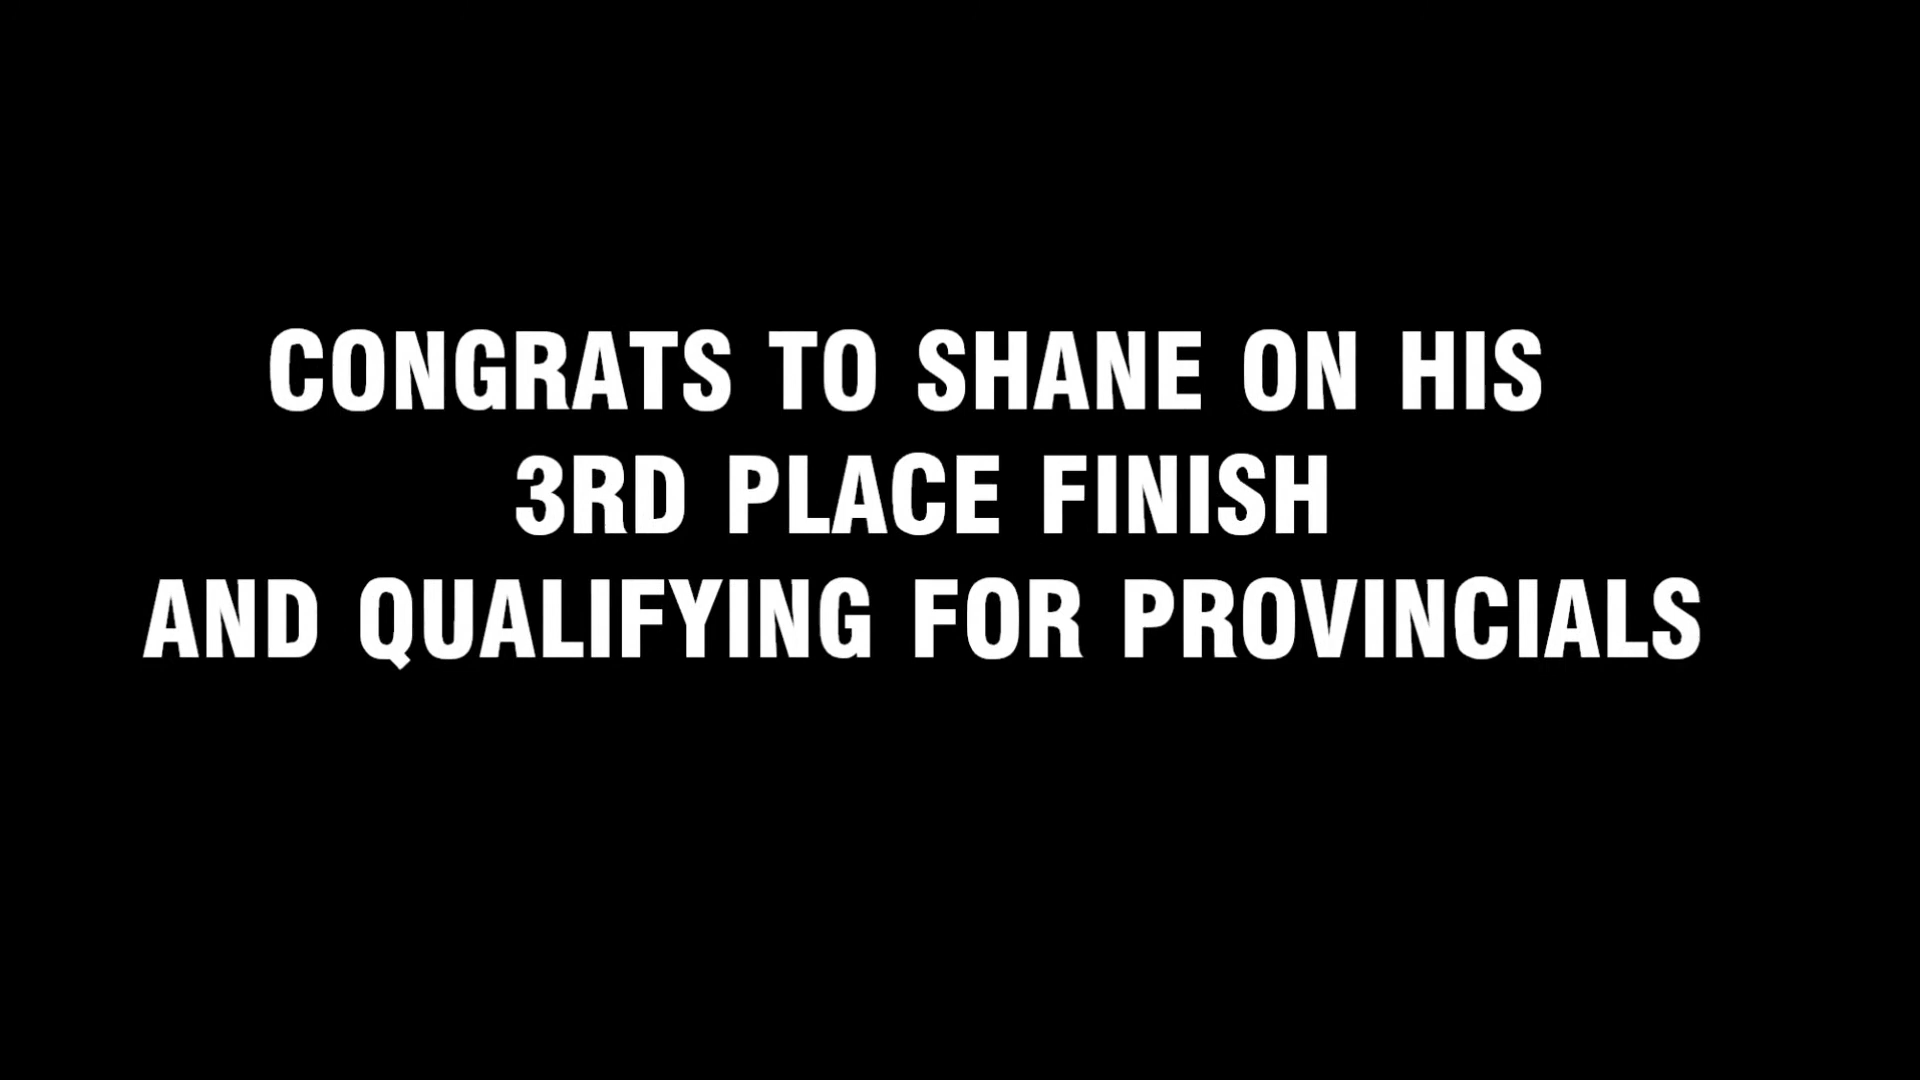 CONGRATS TO SHANE ON HIS
3RD PLACE FINISH
AND QUALIFYING FOR PROVINCIALS